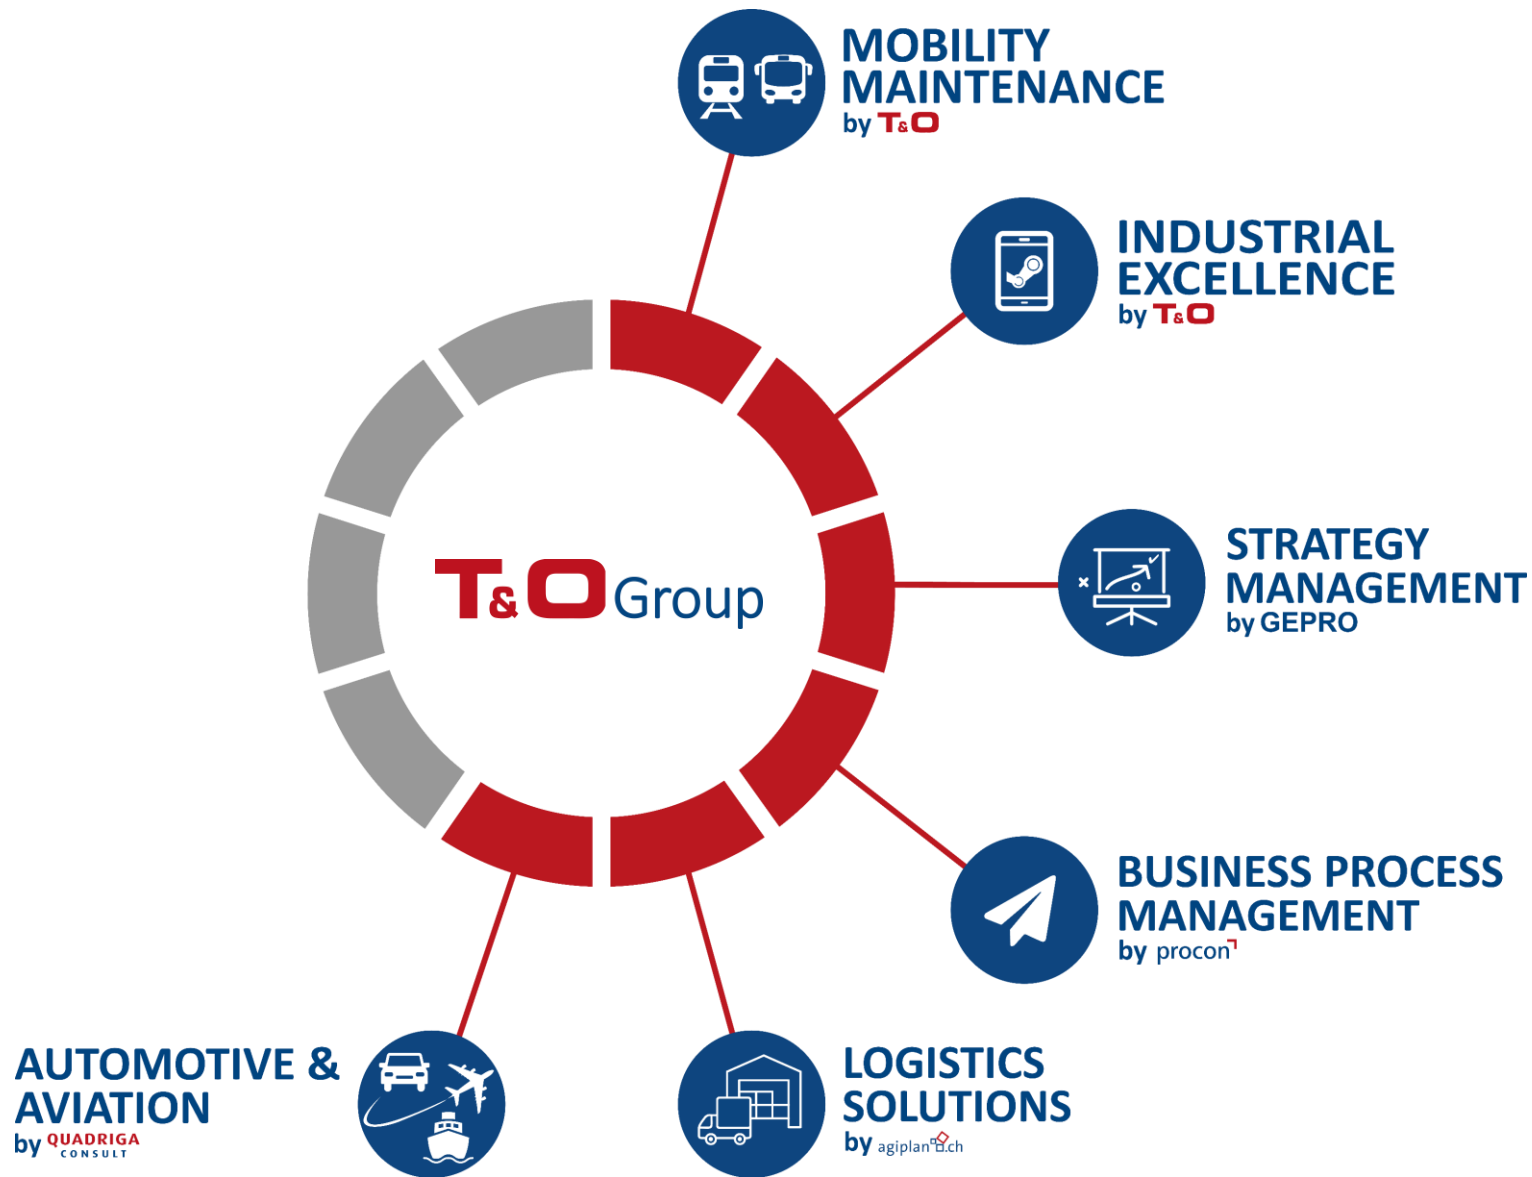 MOBILITY
MAINTENANCE
by T&O
INDUSTRIAL
EXCELLENCE
by T&O
T&O Group
STRATEGY
MANAGEMENT
by GEPRO
BUSINESS PROCESS
MANAGEMENT
by procon
LOGISTICS
SOLUTIONS
by agiplan.ch
AUTOMOTIVE &
AVIATION
by QUADRIGA
CONSULT